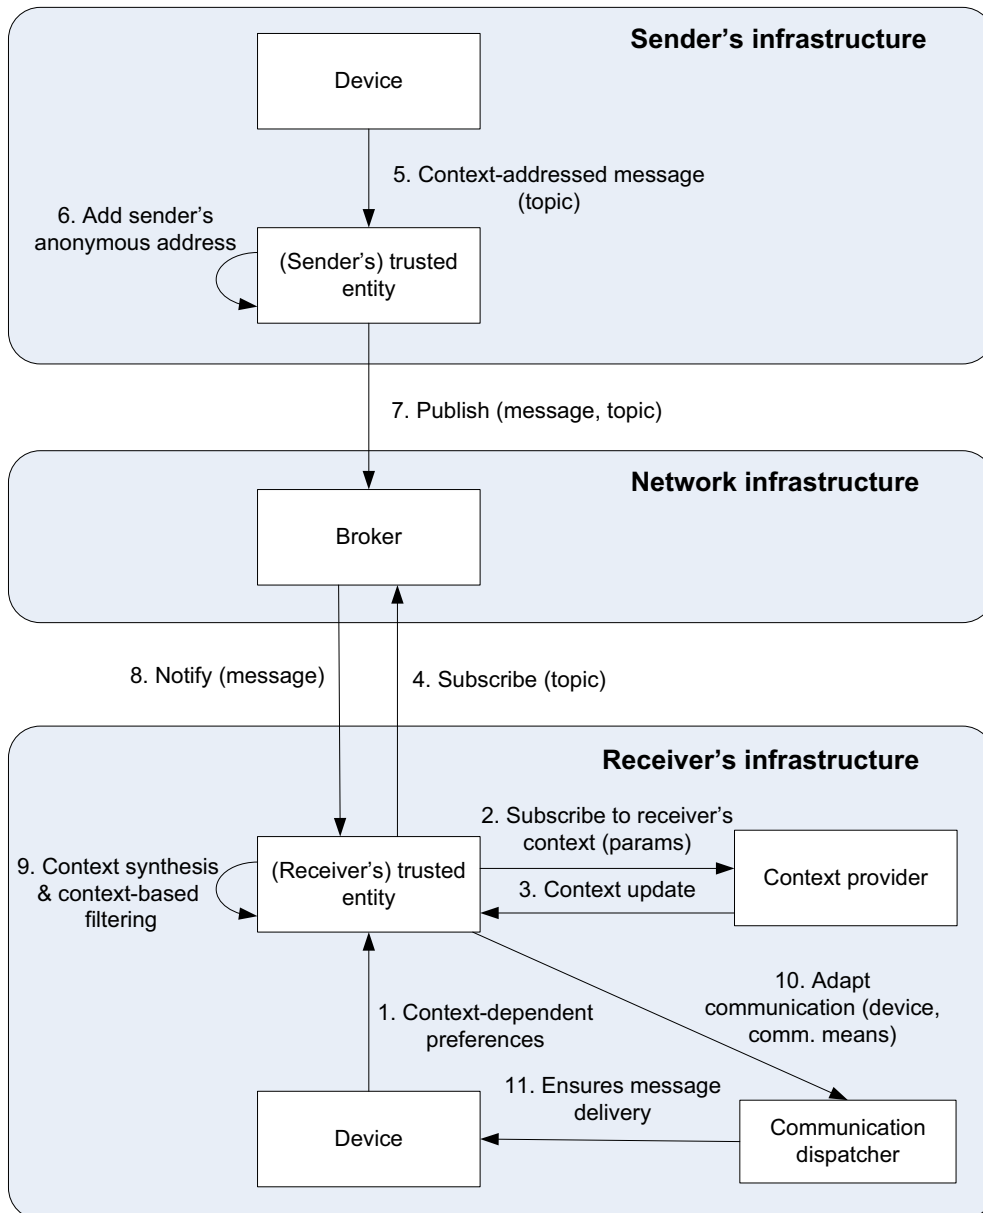 Sender’s infrastructure
Device
5. Context-addressed message
(topic)
6. Add sender’s
anonymous address
(Sender’s) trusted
entity
7. Publish (message, topic)
Network infrastructure
Broker
8. Notify (message)
4. Subscribe (topic)
Receiver’s infrastructure
2. Subscribe to receiver’s
context (params)
9. Context synthesis
& context-based
filtering
(Receiver’s) trusted
entity
3. Context update
Context provider
10. Adapt
communication (device,
comm. means)
1. Context-dependent
preferences
11. Ensures message
delivery
Device
Communication
dispatcher